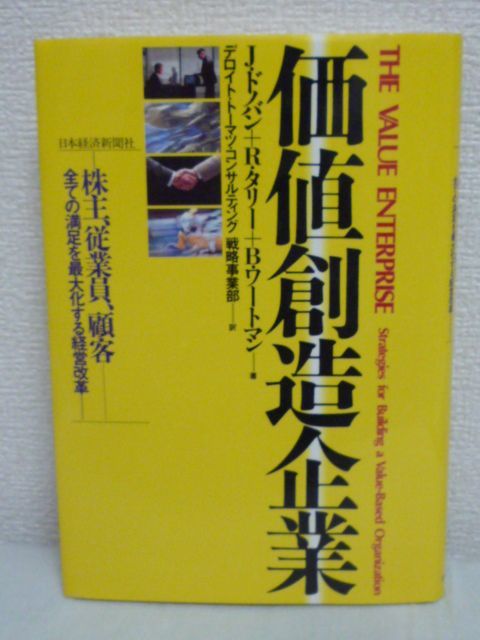 THE VALUE ENTERPRISE
Strategies for Building a Value-Based Organization
価値創造企業
J・ドノバン+R・タリー+B・ワートマン―著
デロイト・トーマツ・コンサルティング 戦略事業部―訳
日本経済新聞社
株主、従業員、顧客
全ての満足を最大化する経営改革